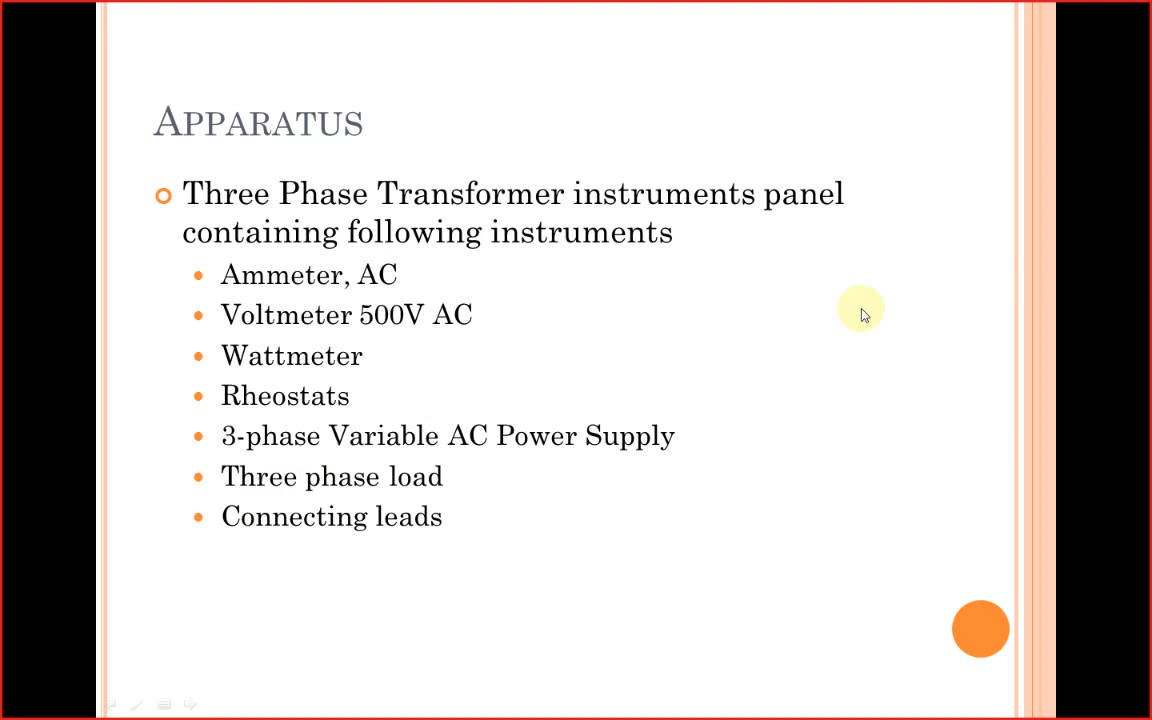 APPARATUS
Three Phase Transformer instruments panel
containing following instruments
Ammeter, AC
Voltmeter 500V AC
Wattmeter
Rheostats
3-phase Variable AC Power Supply
Three phase load
Connecting leads